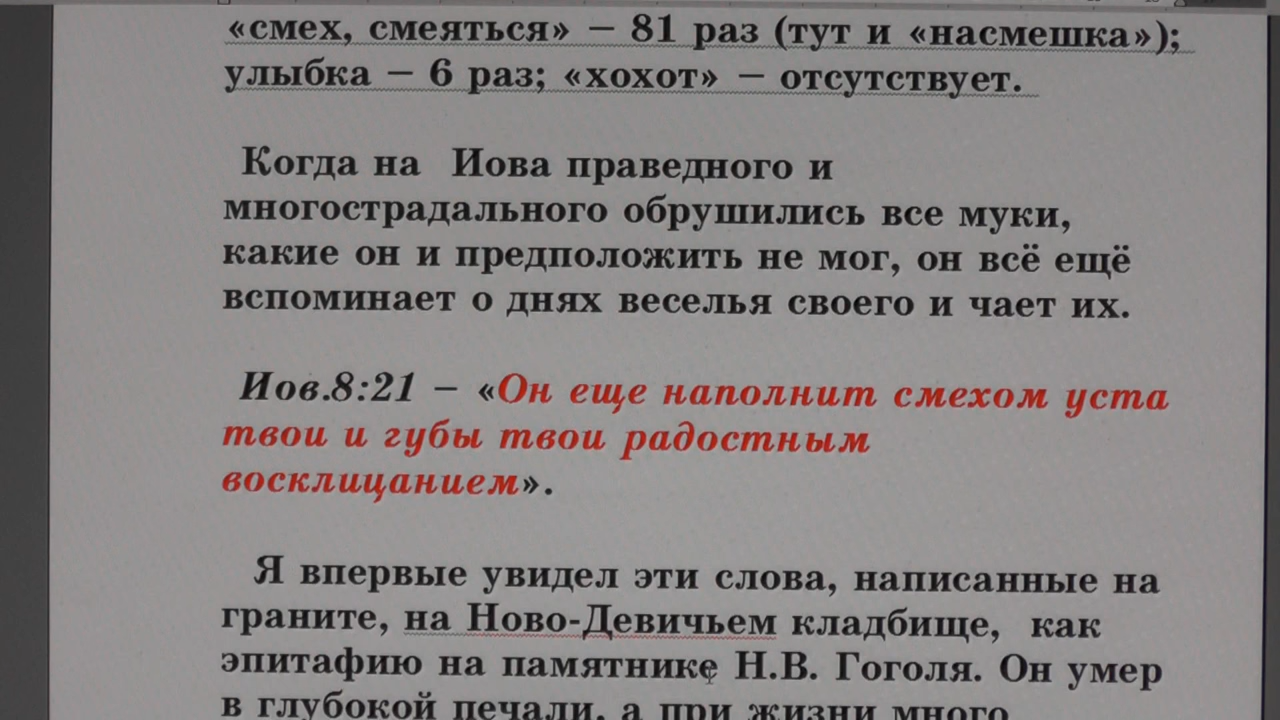 «смех, смеяться» – 81 раз (тут и «насмешка»);
улыбка – 6 раз; «хохот» – отсутствует.
Когда на Иова праведного и
многострадального обрушились все муки,
какие он и предположить не мог, он всё ещё
вспоминает о днях веселья своего и чает их.
Иов.8:21 – «Он еще наполнит смехом уста
твои и губы твои радостным
восклицанием».
Я впервые увидел эти слова, написанные на
граните, на Ново-Девичьем кладбище, как
эпитафию на памятнике Н.В. Гоголя. Он умер
в глубокой печали, а при жизни много